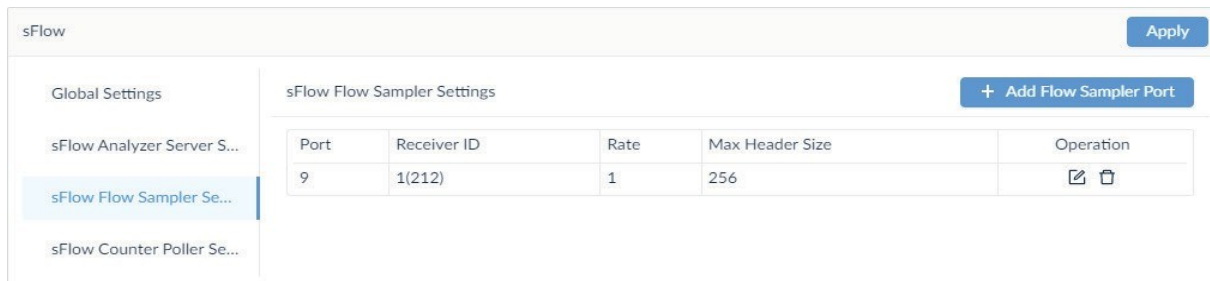 sFlow
Apply
Global Settings
sFlow Analyzer Server S...
sFlow Flow Sampler Se...
sFlow Counter Poller Se...
sFlow Flow Sampler Settings
+ Add Flow Sampler Port
Port Receiver ID Rate Max Header Size Operation
9 1(212) 1 256